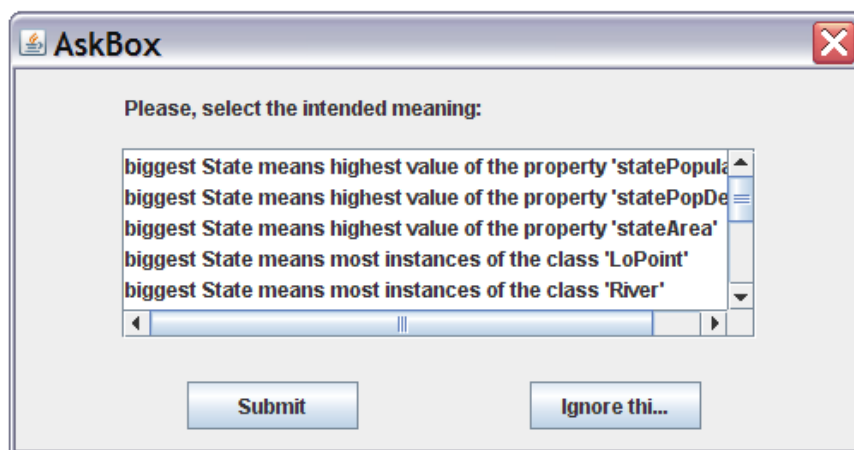 AskBox
Please, select the intended meaning:
biggest State means highest value of the property 'statePopula
biggest State means highest value of the property 'statePopDe
biggest State means highest value of the property 'stateArea'
biggest State means most instances of the class 'LoPoint'
biggest State means most instances of the class 'River'
Submit
Ignore thi...